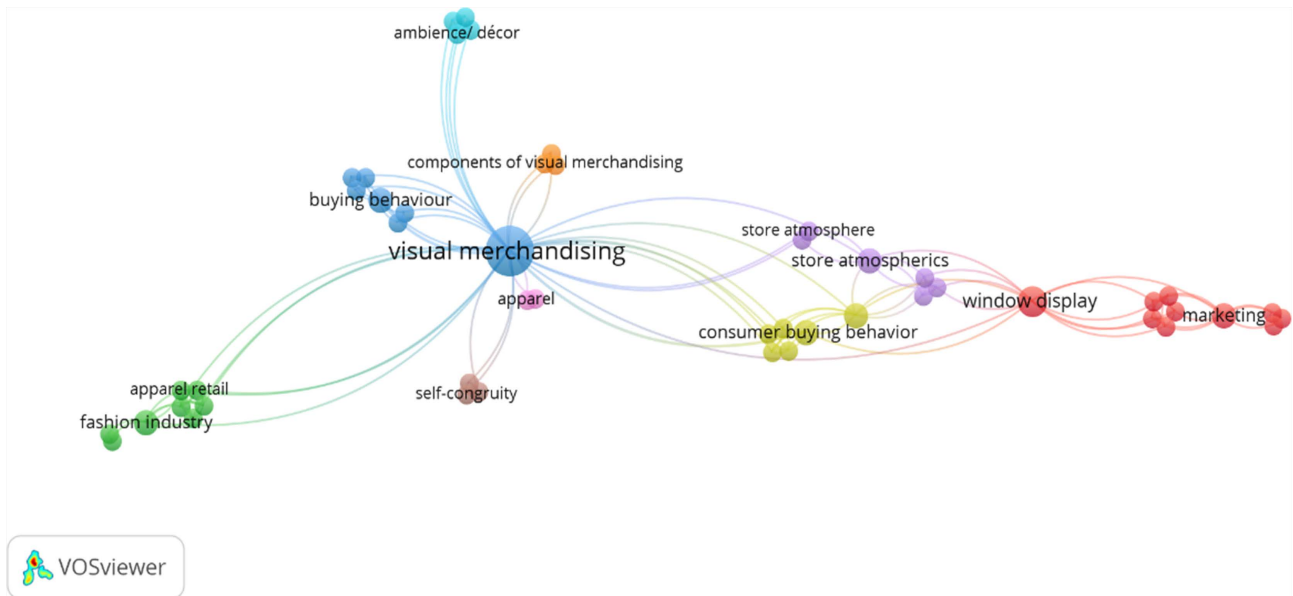 ambience/ décor
components of visual merchandising
buying behaviour
visual merchandising
store atmosphere
store atmospherics
apparel
window display
marketing
consumer buying behavior
apparel retail
self-congruity
fashion industry
VOSviewer